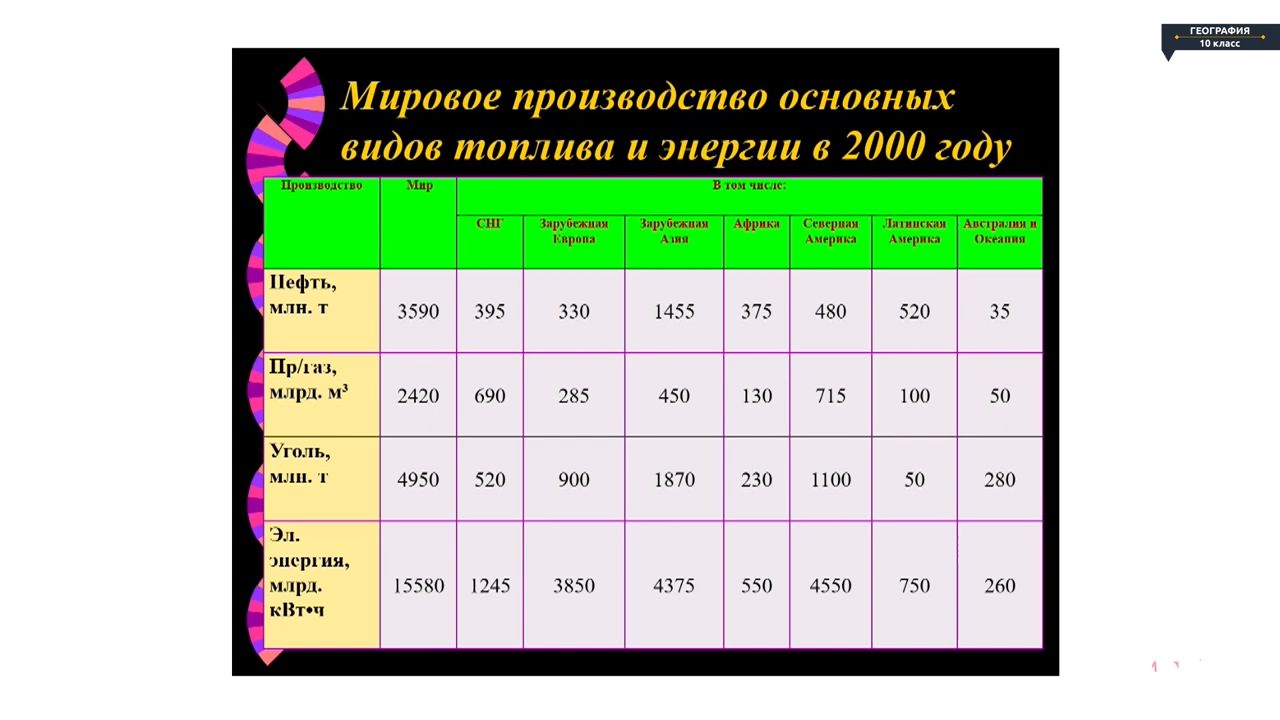 ГЕОГРАФИЯ
10 класс
Мировое производство основных
видов топлива и энергии в 2000 году
Производство Мир В том числе:
СНГ Зарубежная Европа Зарубежная Азия Африка Северная Америка Латинская Америка Австралия и Океания
Нефть, млн. т 3590 395 330 1455 375 480 520 35
Пр/газ, млрд. м³ 2420 690 285 450 130 715 100 50
Уголь, млн. т 4950 520 900 1870 230 1100 50 280
Эл. энергия, млрд. кВт•ч 15580 1245 3850 4375 550 4550 750 260